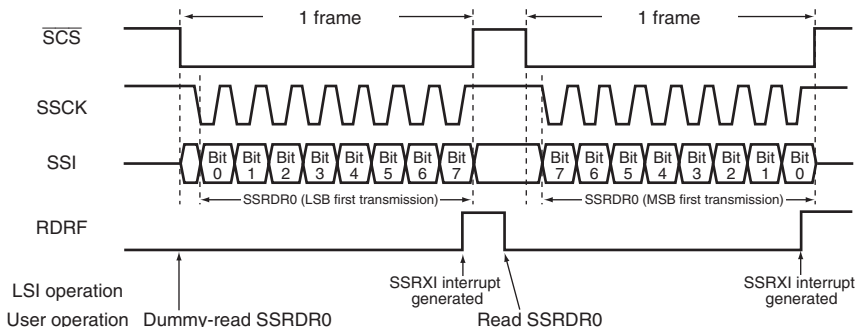 1 frame 1 frame
SCS
SSCK
SSI Bit 0 Bit 1 Bit 2 Bit 3 Bit 4 Bit 5 Bit 6 Bit 7 Bit 7 Bit 6 Bit 5 Bit 4 Bit 3 Bit 2 Bit 1 Bit 0
SSRDR0 (LSB first transmission) SSRDR0 (MSB first transmission)
RDRF
LSI operation SSRXI interrupt generated SSRXI interrupt generated
User operation Dummy-read SSRDR0 Read SSRDR0